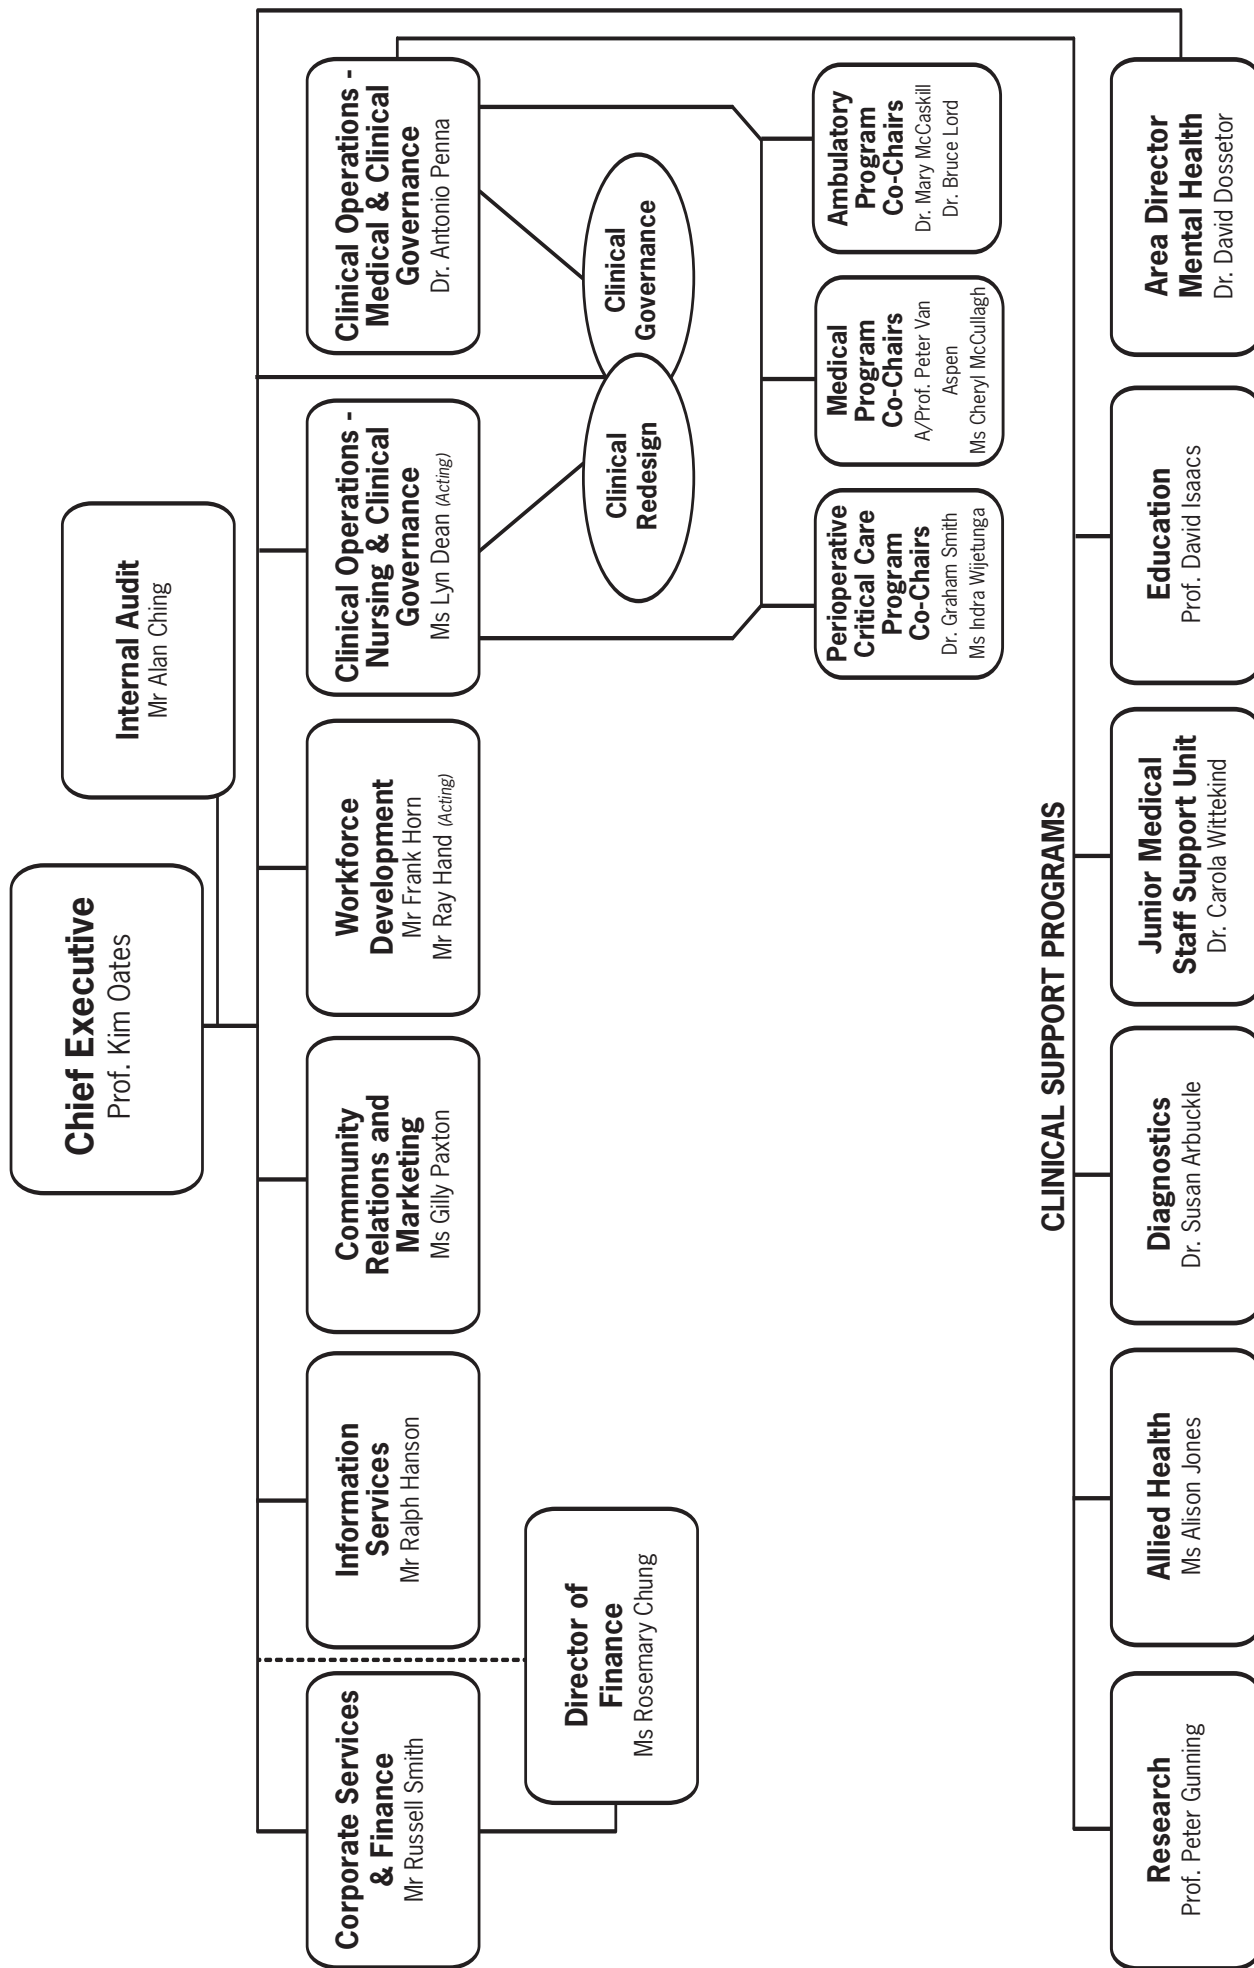 Chief Executive
Prof. Kim Oates
Internal Audit
Mr Alan Ching
Corporate Services
& Finance
Mr Russell Smith
Information
Services
Mr Ralph Hanson
Community
Relations and
Marketing
Ms Gilly Paxton
Workforce
Development
Mr Frank Horn
Mr Ray Hand (Acting)
Clinical Operations -
Nursing & Clinical
Governance
Ms Lyn Dean (Acting)
Clinical Operations -
Medical & Clinical
Governance
Dr. Antonio Penna
Director of
Finance
Ms Rosemary Chung
Clinical
Redesign
Clinical
Governance
Perioperative
Critical Care
Program
Co-Chairs
Dr. Graham Smith
Ms Indra Wijetunga
Medical
Program
Co-Chairs
A/Prof. Peter Van
Aspen
Ms Cheryl McCullagh
Ambulatory
Program
Co-Chairs
Dr. Mary McCaskill
Dr. Bruce Lord
CLINICAL SUPPORT PROGRAMS
Research
Prof. Peter Gunning
Allied Health
Ms Alison Jones
Diagnostics
Dr. Susan Arbuckle
Junior Medical
Staff Support Unit
Dr. Carola Wittekind
Education
Prof. David Isaacs
Area Director
Mental Health
Dr. David Dossetor